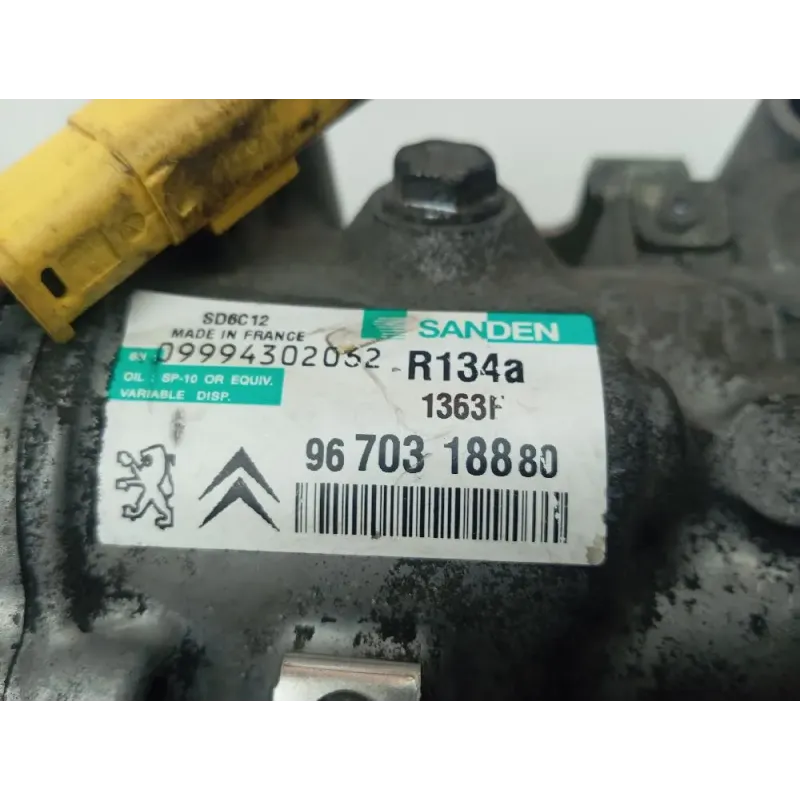 SD6C12
MADE IN FRANCE
SANDEN
09994302052 R134a
OIL : SP-10 OR EQUIV.
VARIABLE DISP.
1363F
96 703 188 80